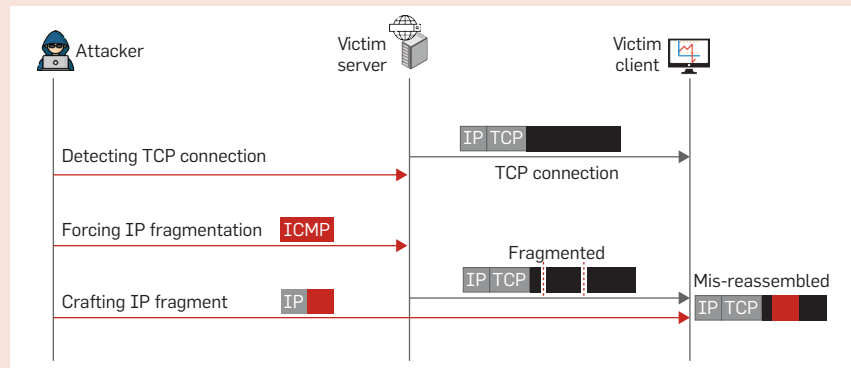 Attacker
Victim
server
Victim
client
IP TCP
Detecting TCP connection
TCP connection
Forcing IP fragmentation
ICMP
Fragmented
IP TCP
Mis-reassembled
Crafting IP fragment
IP
IP TCP